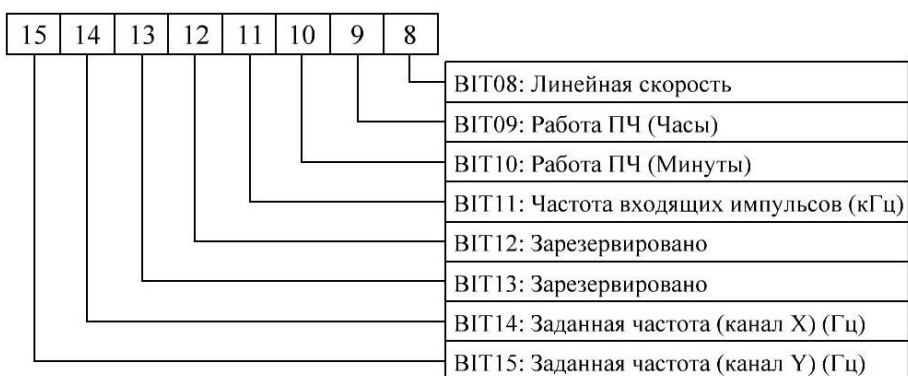 15 14 13 12 11 10 9 8
BIT08: Линейная скорость
BIT09: Работа ПЧ (Часы)
BIT10: Работа ПЧ (Минуты)
BIT11: Частота входящих импульсов (кГц)
BIT12: Зарезервировано
BIT13: Зарезервировано
BIT14: Заданная частота (канал X) (Гц)
BIT15: Заданная частота (канал Y) (Гц)